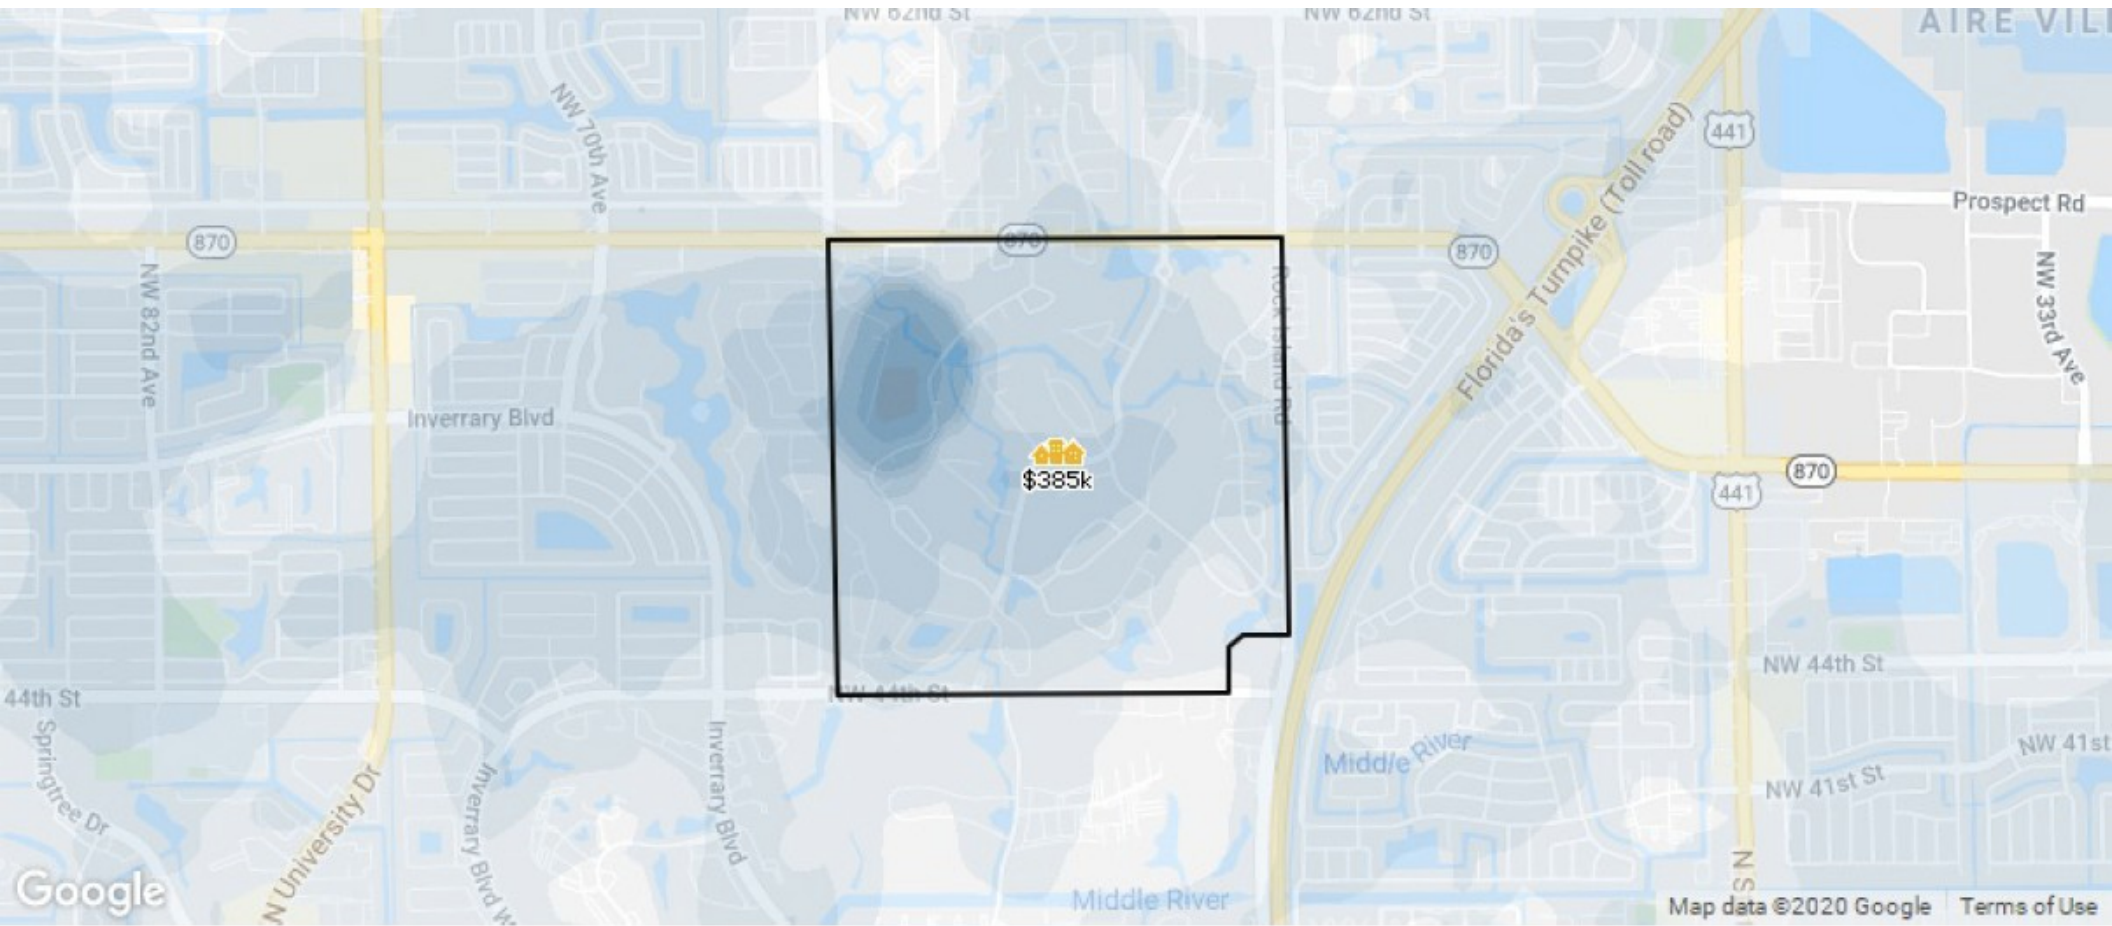 NW 62nd St
NW 62nd St
AIRE VILL
NW 70th Ave
441
Florida's Turnpike (Toll road)
Prospect Rd
870
870
870
NW 82nd Ave
Rock Island Rd
NW 33rd Ave
Inverrary Blvd
$385k
870
441
44th St
NW 44th St
NW 44th St
Springtree Dr
N University Dr
Inverrary Blvd W
Inverrary Blvd
Middle River
NW 41st
NW 41st St
Middle River
N S
Google
Map data ©2020 Google
Terms of Use